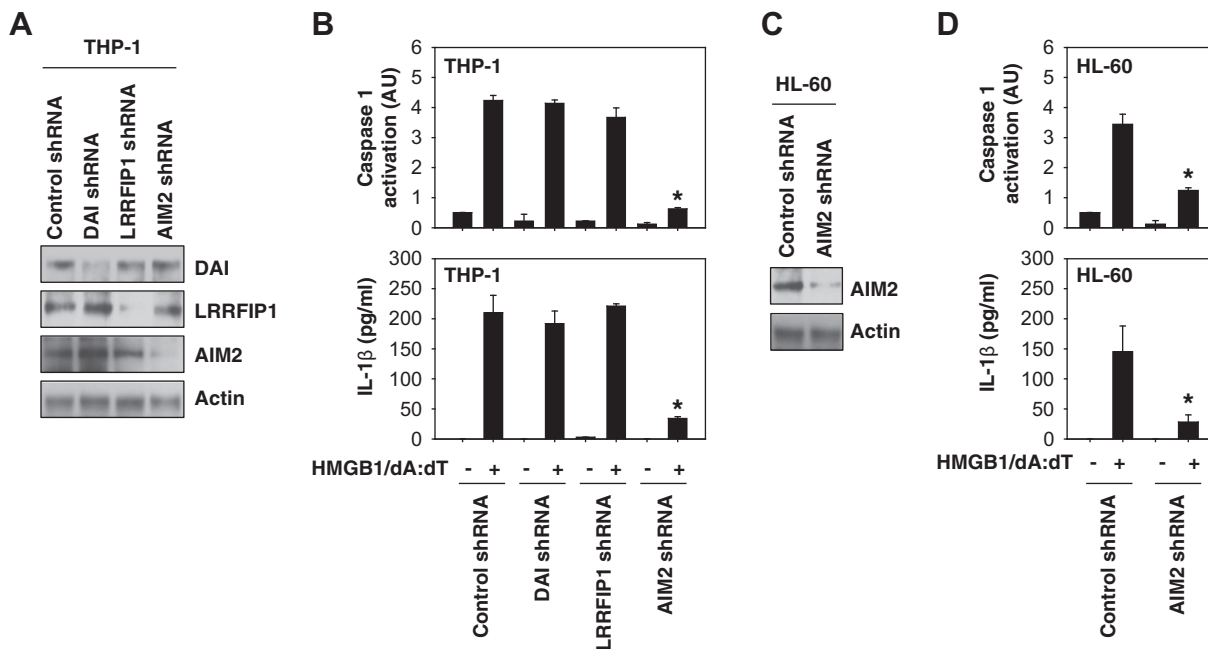 A
THP-1
Control shRNA
DAI shRNA
LRRFIP1 shRNA
AIM2 shRNA
DAI
LRRFIP1
AIM2
Actin
B
Caspase 1
activation (AU)
6
5
4
3
2
1
0
THP-1
*
IL-1β (pg/ml)
300
250
200
150
100
50
0
THP-1
*
HMGB1/dA:dT - + - + - + - +
Control shRNA
DAI shRNA
LRRFIP1 shRNA
AIM2 shRNA
C
HL-60
Control shRNA
AIM2 shRNA
AIM2
Actin
D
Caspase 1
activation (AU)
6
5
4
3
2
1
0
HL-60
*
IL-1β (pg/ml)
300
250
200
150
100
50
0
HL-60
*
HMGB1/dA:dT - + - +
Control shRNA
AIM2 shRNA